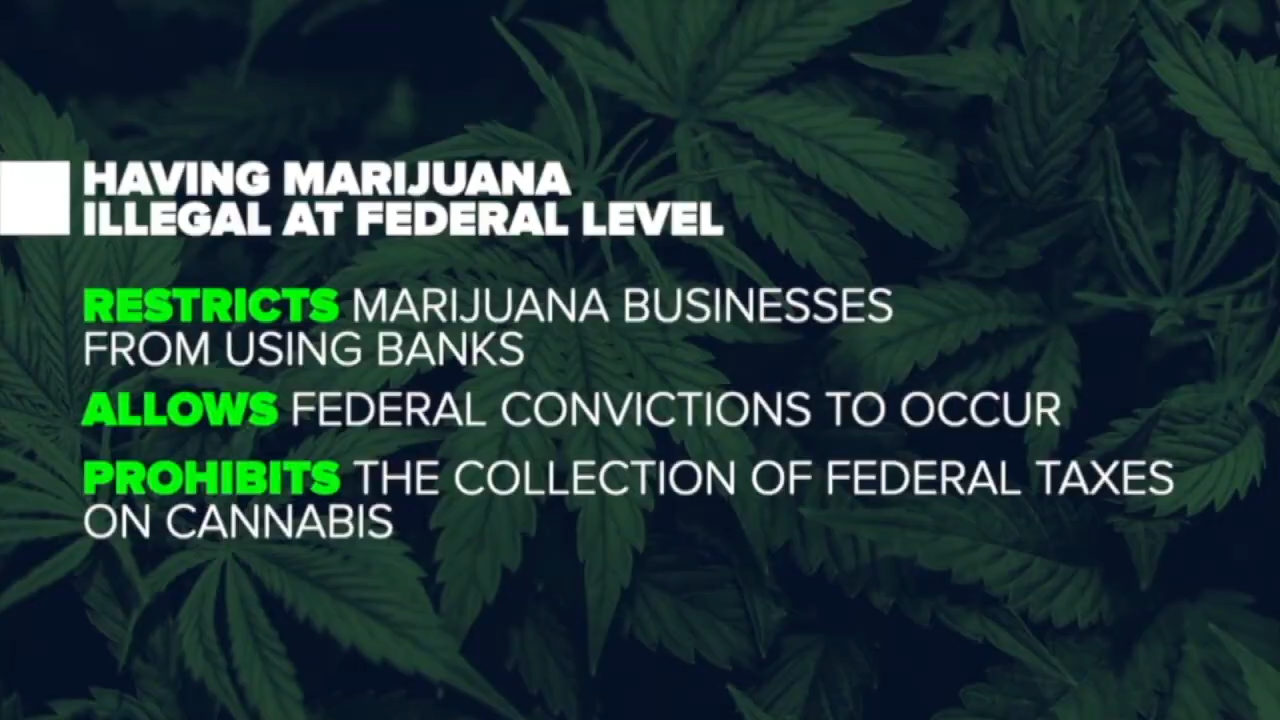 HAVING MARIJUANA
ILLEGAL AT FEDERAL LEVEL
RESTRICTS MARIJUANA BUSINESSES
FROM USING BANKS
ALLOWS FEDERAL CONVICTIONS TO OCCUR
PROHIBITS THE COLLECTION OF FEDERAL TAXES
ON CANNABIS